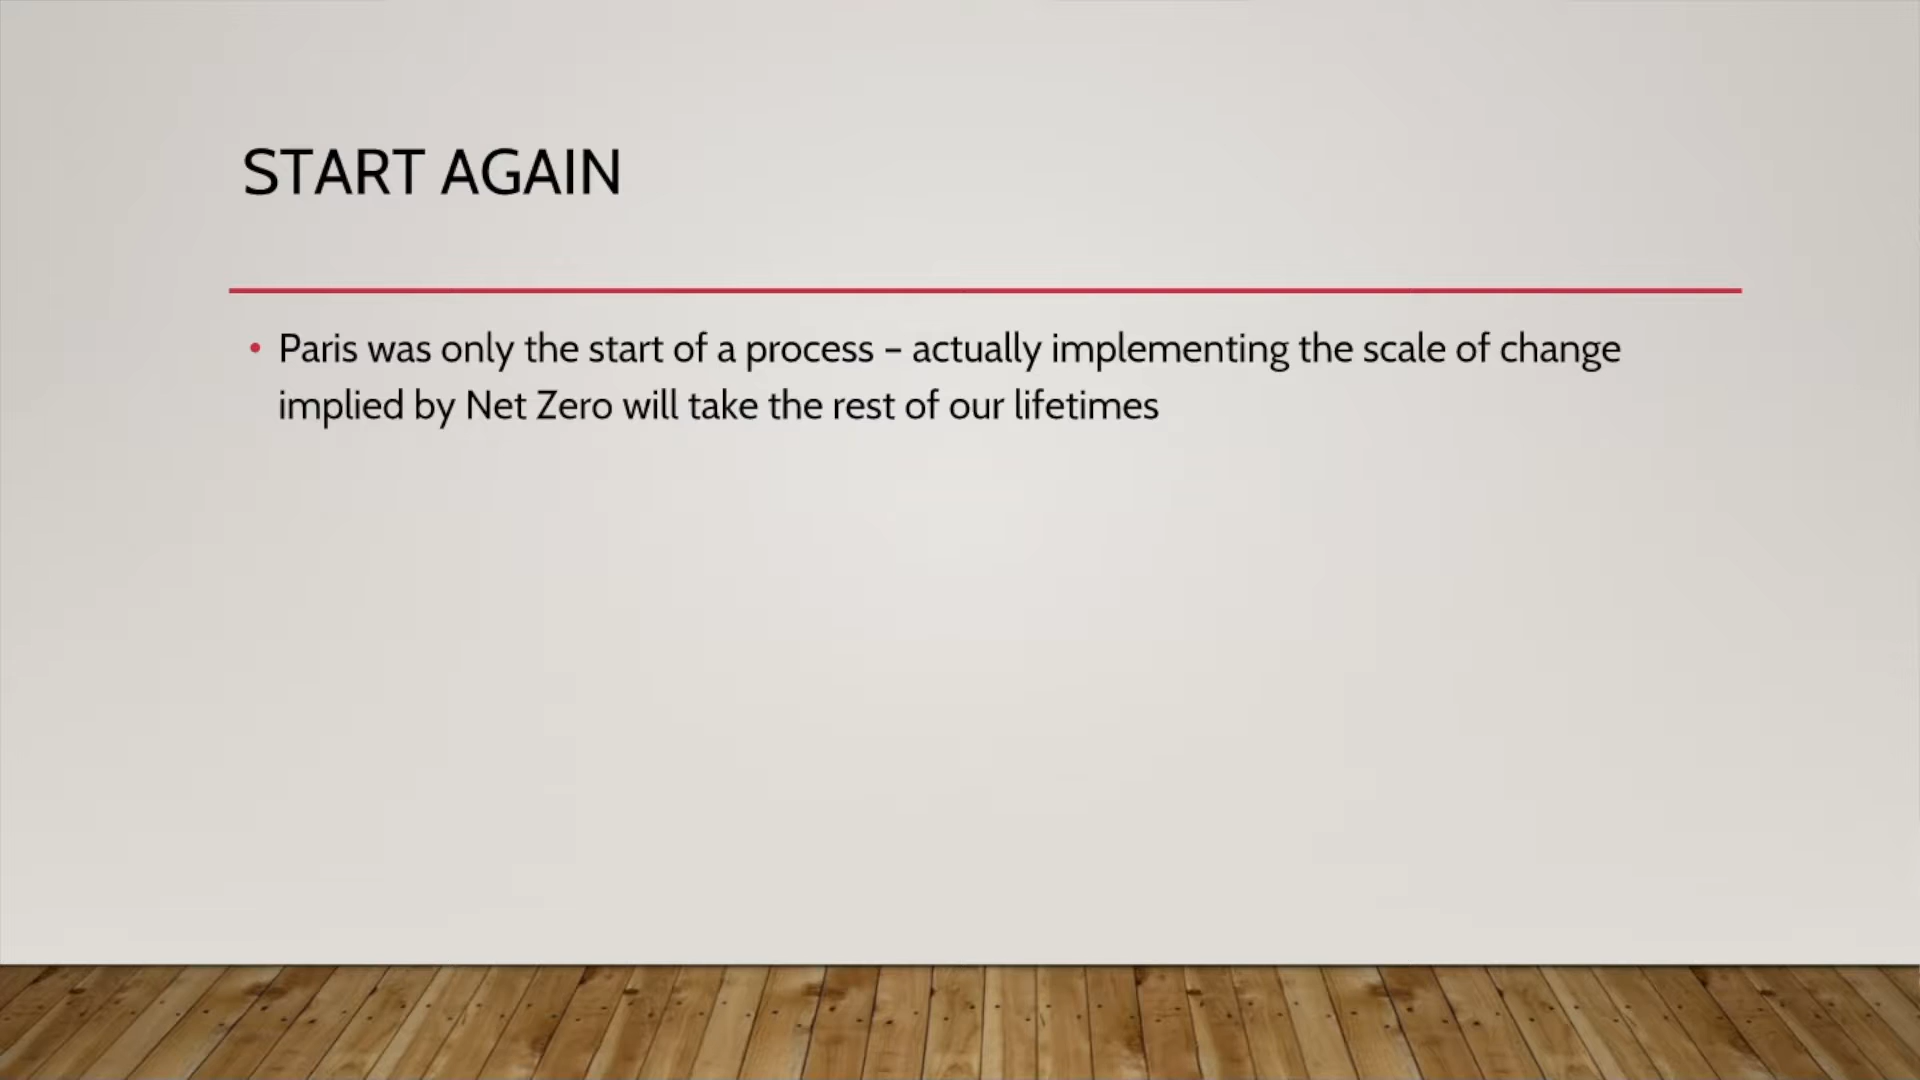 START AGAIN
• Paris was only the start of a process – actually implementing the scale of change
implied by Net Zero will take the rest of our lifetimes